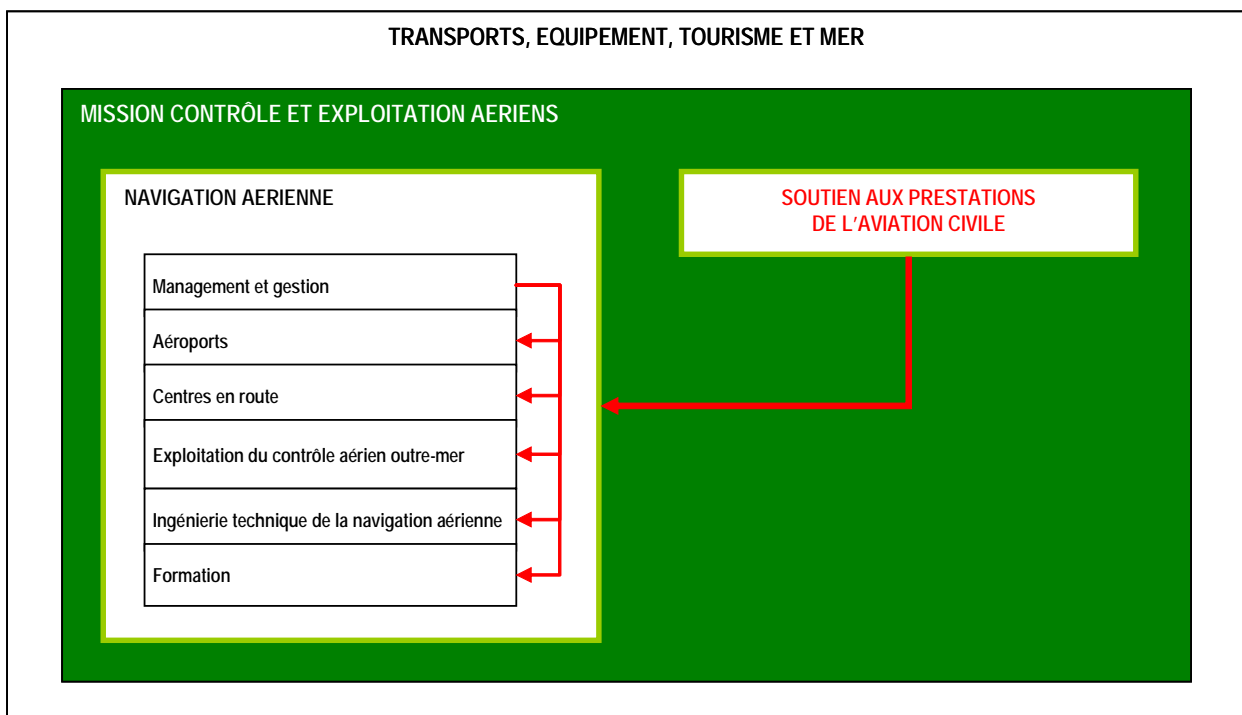 TRANSPORTS, EQUIPEMENT, TOURISME ET MER
MISSION CONTRÔLE ET EXPLOITATION AERIENS
NAVIGATION AERIENNE
Management et gestion
Aéroports
Centres en route
Exploitation du contrôle aérien outre-mer
Ingénierie technique de la navigation aérienne
Formation
SOUTIEN AUX PRESTATIONS
DE L’AVIATION CIVILE